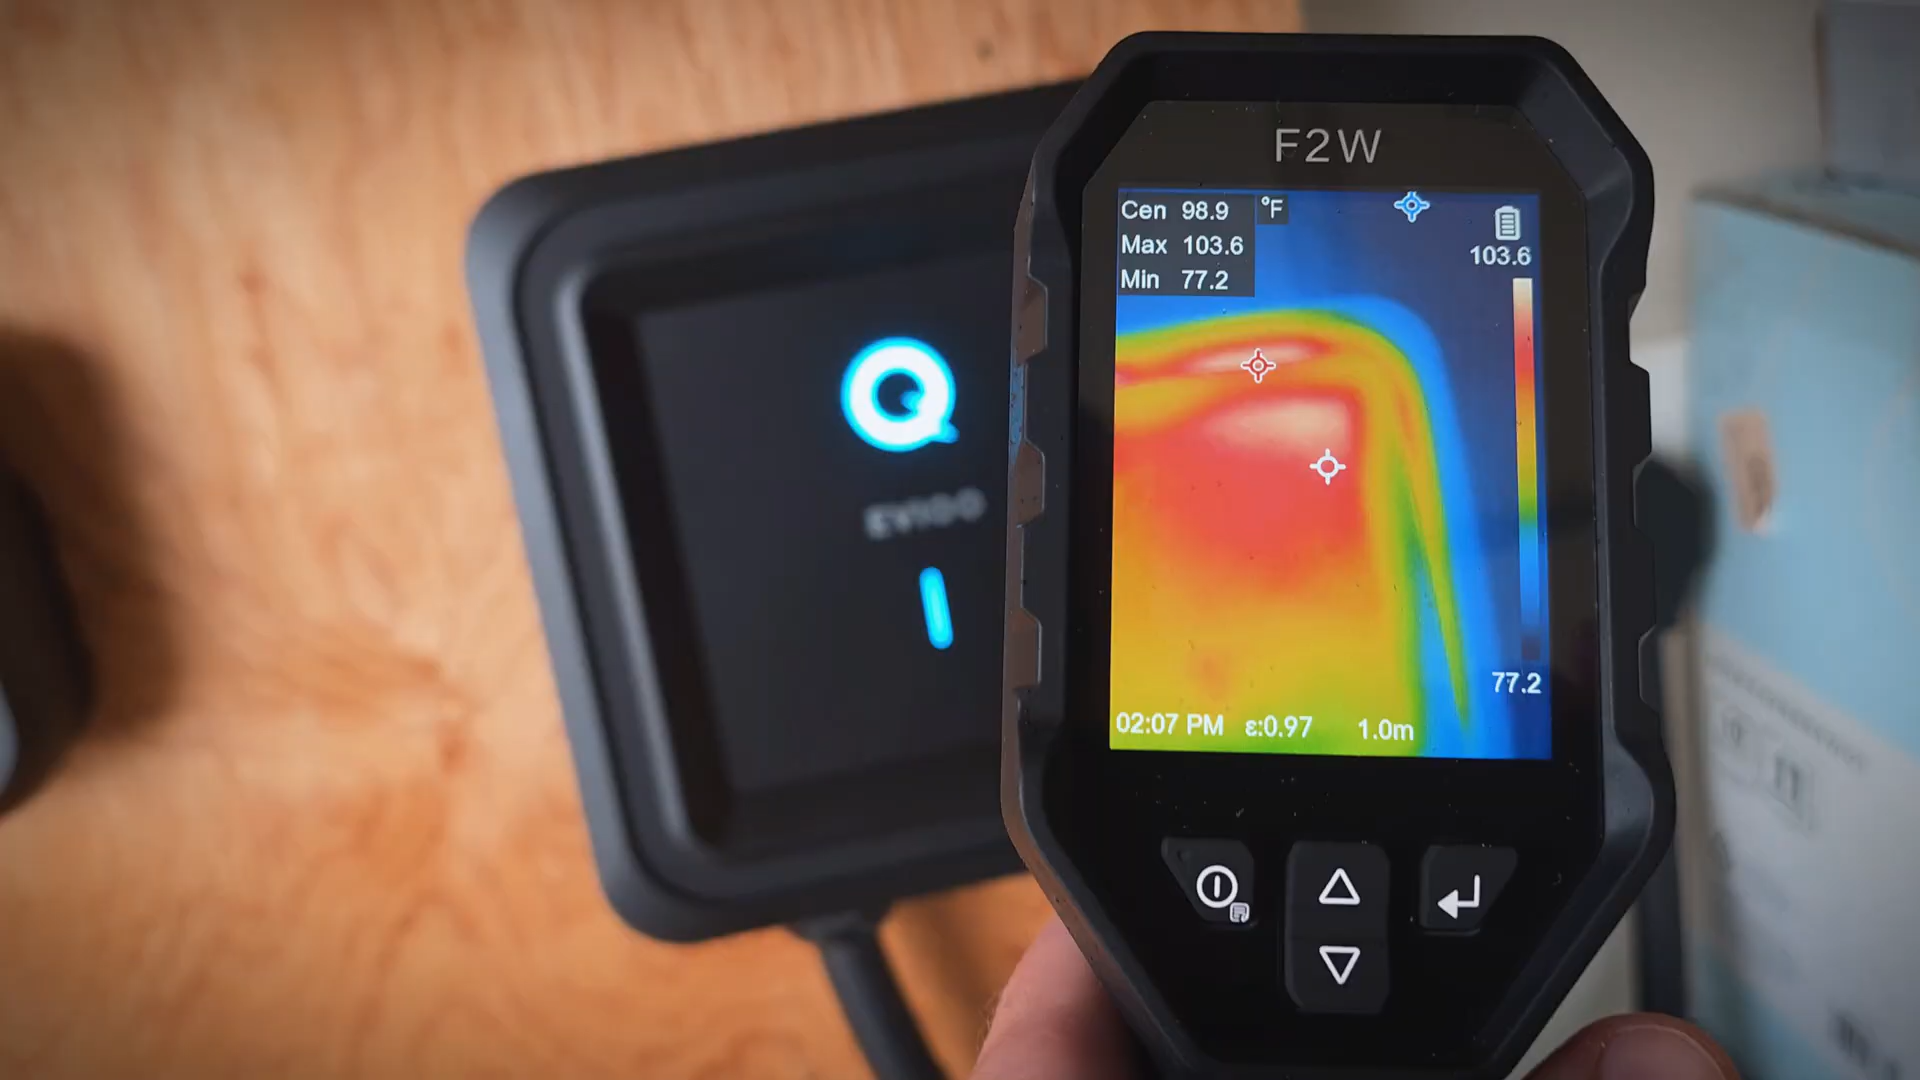 F2W
Cen 98.9 °F
Max 103.6
Min 77.2
103.6
77.2
02:07 PM ε:0.97 1.0m
Q
EV100